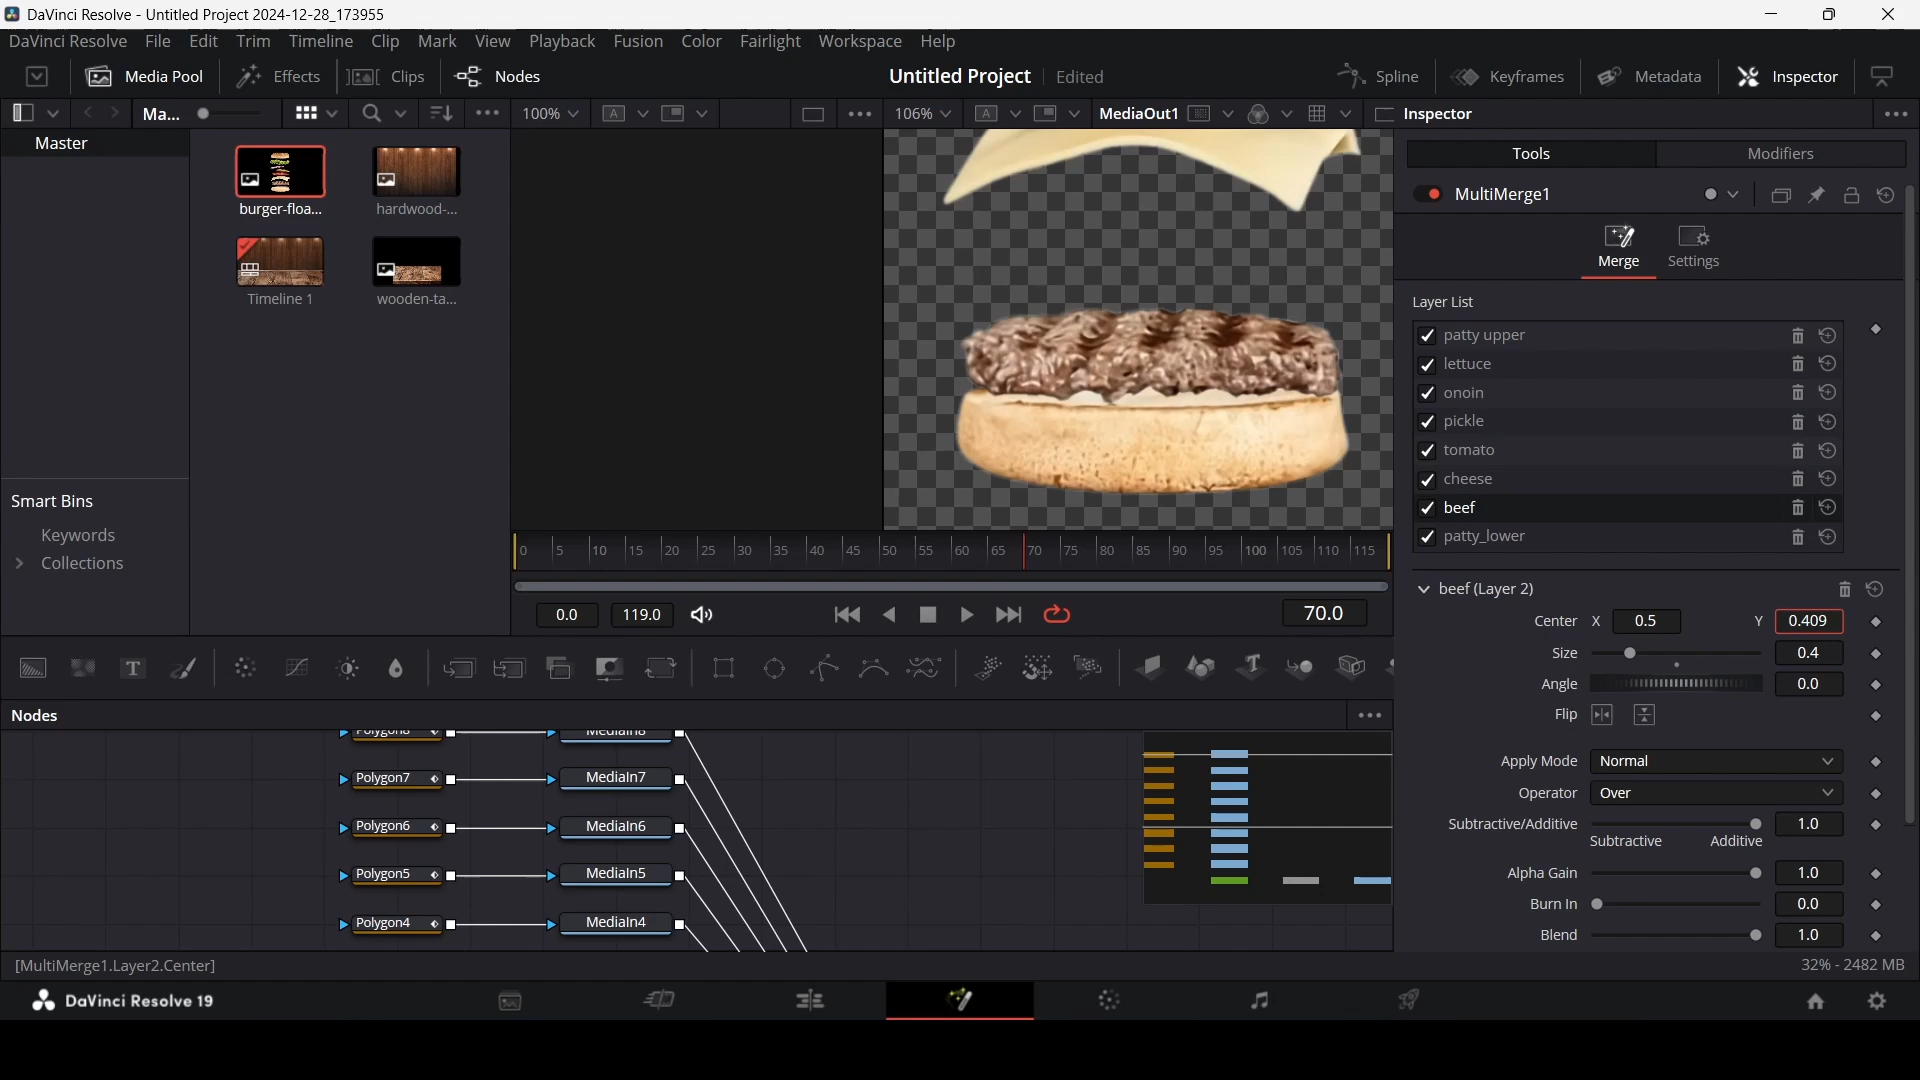 DaVinci Resolve - Untitled Project 2024-12-28_173955
DaVinci Resolve File Edit Trim Timeline Clip Mark View Playback Fusion Color Fairlight Workspace Help
Media Pool Effects Clips Nodes Untitled Project Edited Spline Keyframes Metadata Inspector
Ma... 100% A 106% A MediaOut1 Inspector
Master
burger-floa...
hardwood-...
Timeline 1
wooden-ta...
Smart Bins
Keywords
Collections
Tools Modifiers
MultiMerge1
Merge Settings
Layer List
patty upper
lettuce
onoin
pickle
tomato
cheese
beef
patty_lower
0 5 10 15 20 25 30 35 40 45 50 55 60 65 70 75 80 85 90 95 100 105 110 115
0.0 119.0 70.0
T T
beef (Layer 2)
Center X 0.5 Y 0.409
Size 0.4
Angle 0.0
Flip
Apply Mode Normal
Operator Over
Subtractive/Additive 1.0
Subtractive Additive
Alpha Gain 1.0
Burn In 0.0
Blend 1.0
Nodes
Polygon8 MediaIn8
Polygon7 MediaIn7
Polygon6 MediaIn6
Polygon5 MediaIn5
Polygon4 MediaIn4
[MultiMerge1.Layer2.Center] 32% - 2482 MB
DaVinci Resolve 19